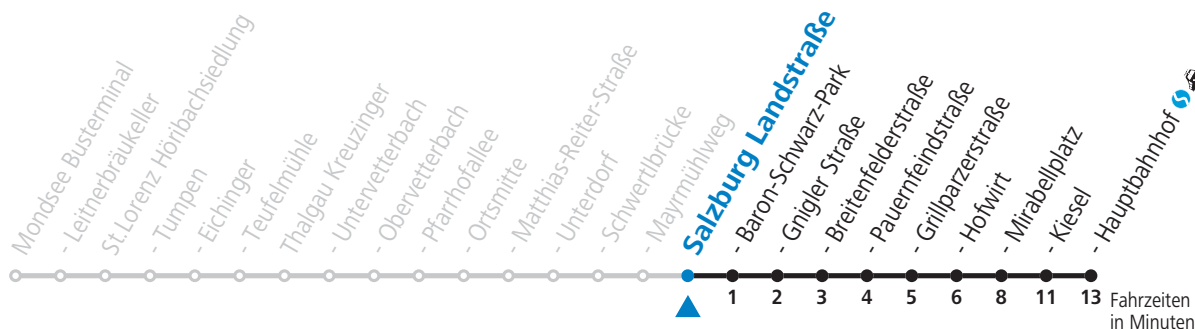 Mondsee Busterminal
- Leitnerbräukeller
St.Lorenz Höribachsiedlung
- Tumpen
- Eichinger
- Teufelmühle
Thalgau Kreuzinger
- Untervetterbach
- Obervetterbach
- Pfarrhofallee
- Ortsmitte
- Matthias-Reiter-Straße
- Unterdorf
- Schwertlbrücke
- Mayrmühlweg
Salzburg Landstraße
- Baron-Schwarz-Park
- Gnigler Straße
- Breitenfelderstraße
- Pauernfeindstraße
- Grillparzerstraße
- Hofwirt
- Mirabellplatz
- Kiesel
- Hauptbahnhof
1 2 3 4 5 6 8 11 13
Fahrzeiten
in Minuten